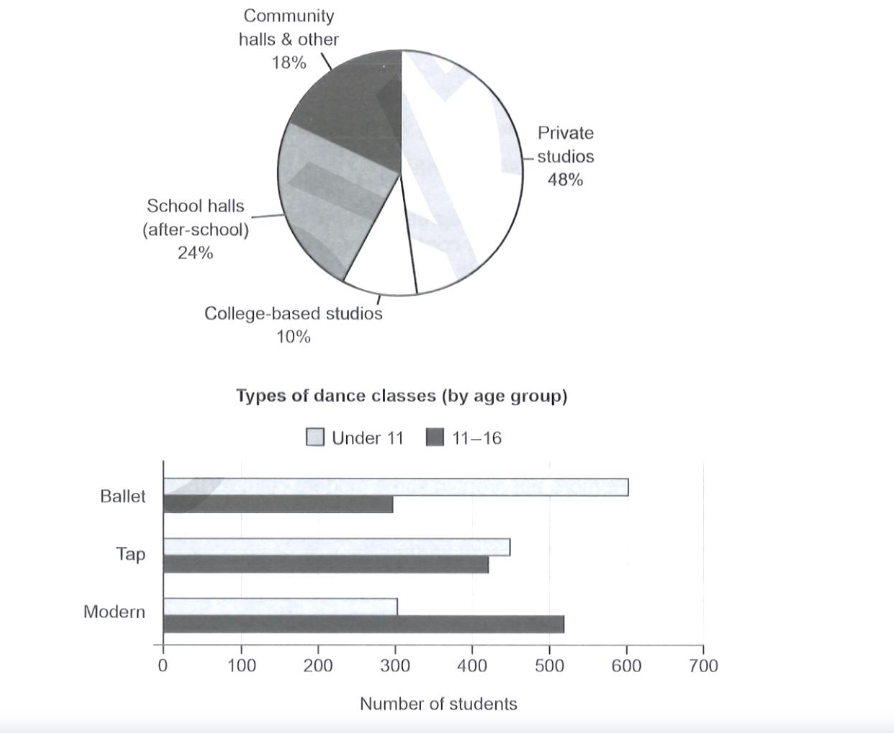 Community
halls & other
18%
Private
studios
48%
School halls
(after-school)
24%
College-based studios
10%
Types of dance classes (by age group)
Under 11
11–16
Ballet
Tap
Modern
0 100 200 300 400 500 600 700
Number of students